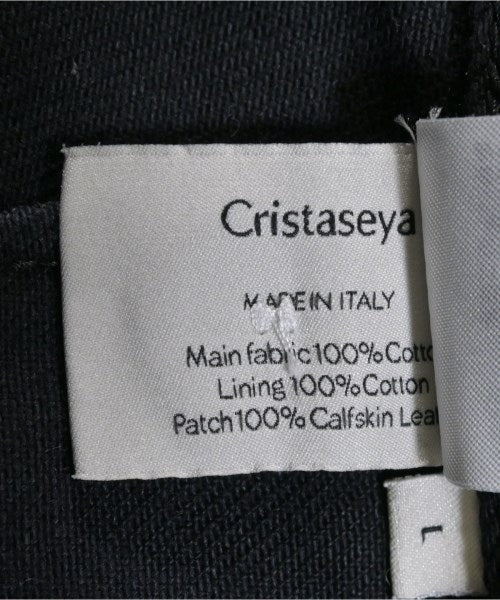 Cristaseya
MADE IN ITALY
Main fabric 100% Cotto
Lining 100% Cotton
Patch 100% Calfskin Lea
L